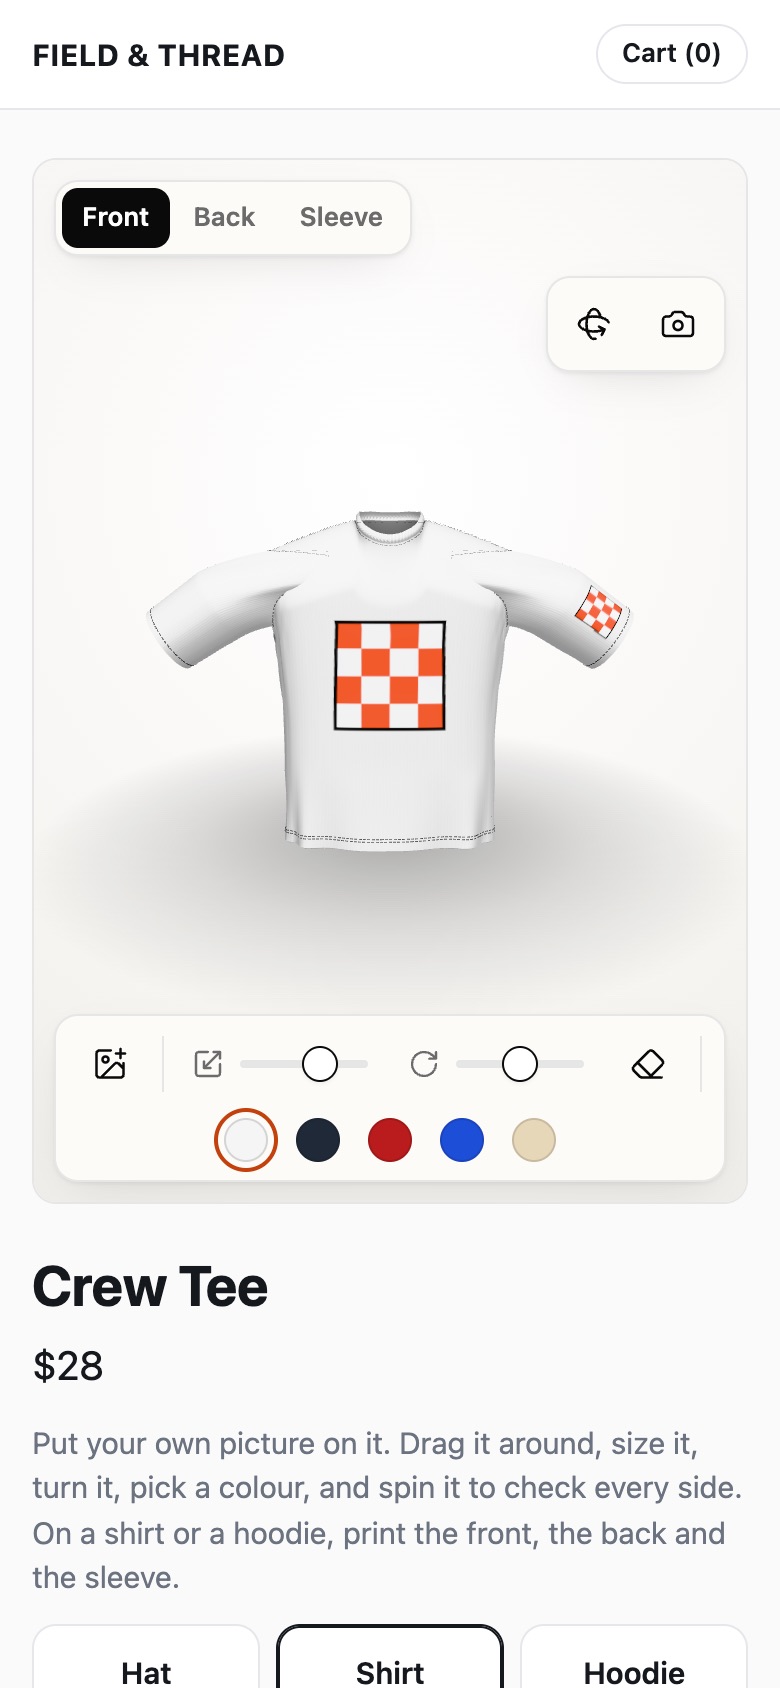 FIELD & THREAD
Cart (0)
Front
Back
Sleeve
Crew Tee
$28
Put your own picture on it. Drag it around, size it,
turn it, pick a colour, and spin it to check every side.
On a shirt or a hoodie, print the front, the back and
the sleeve.
Hat
Shirt
Hoodie